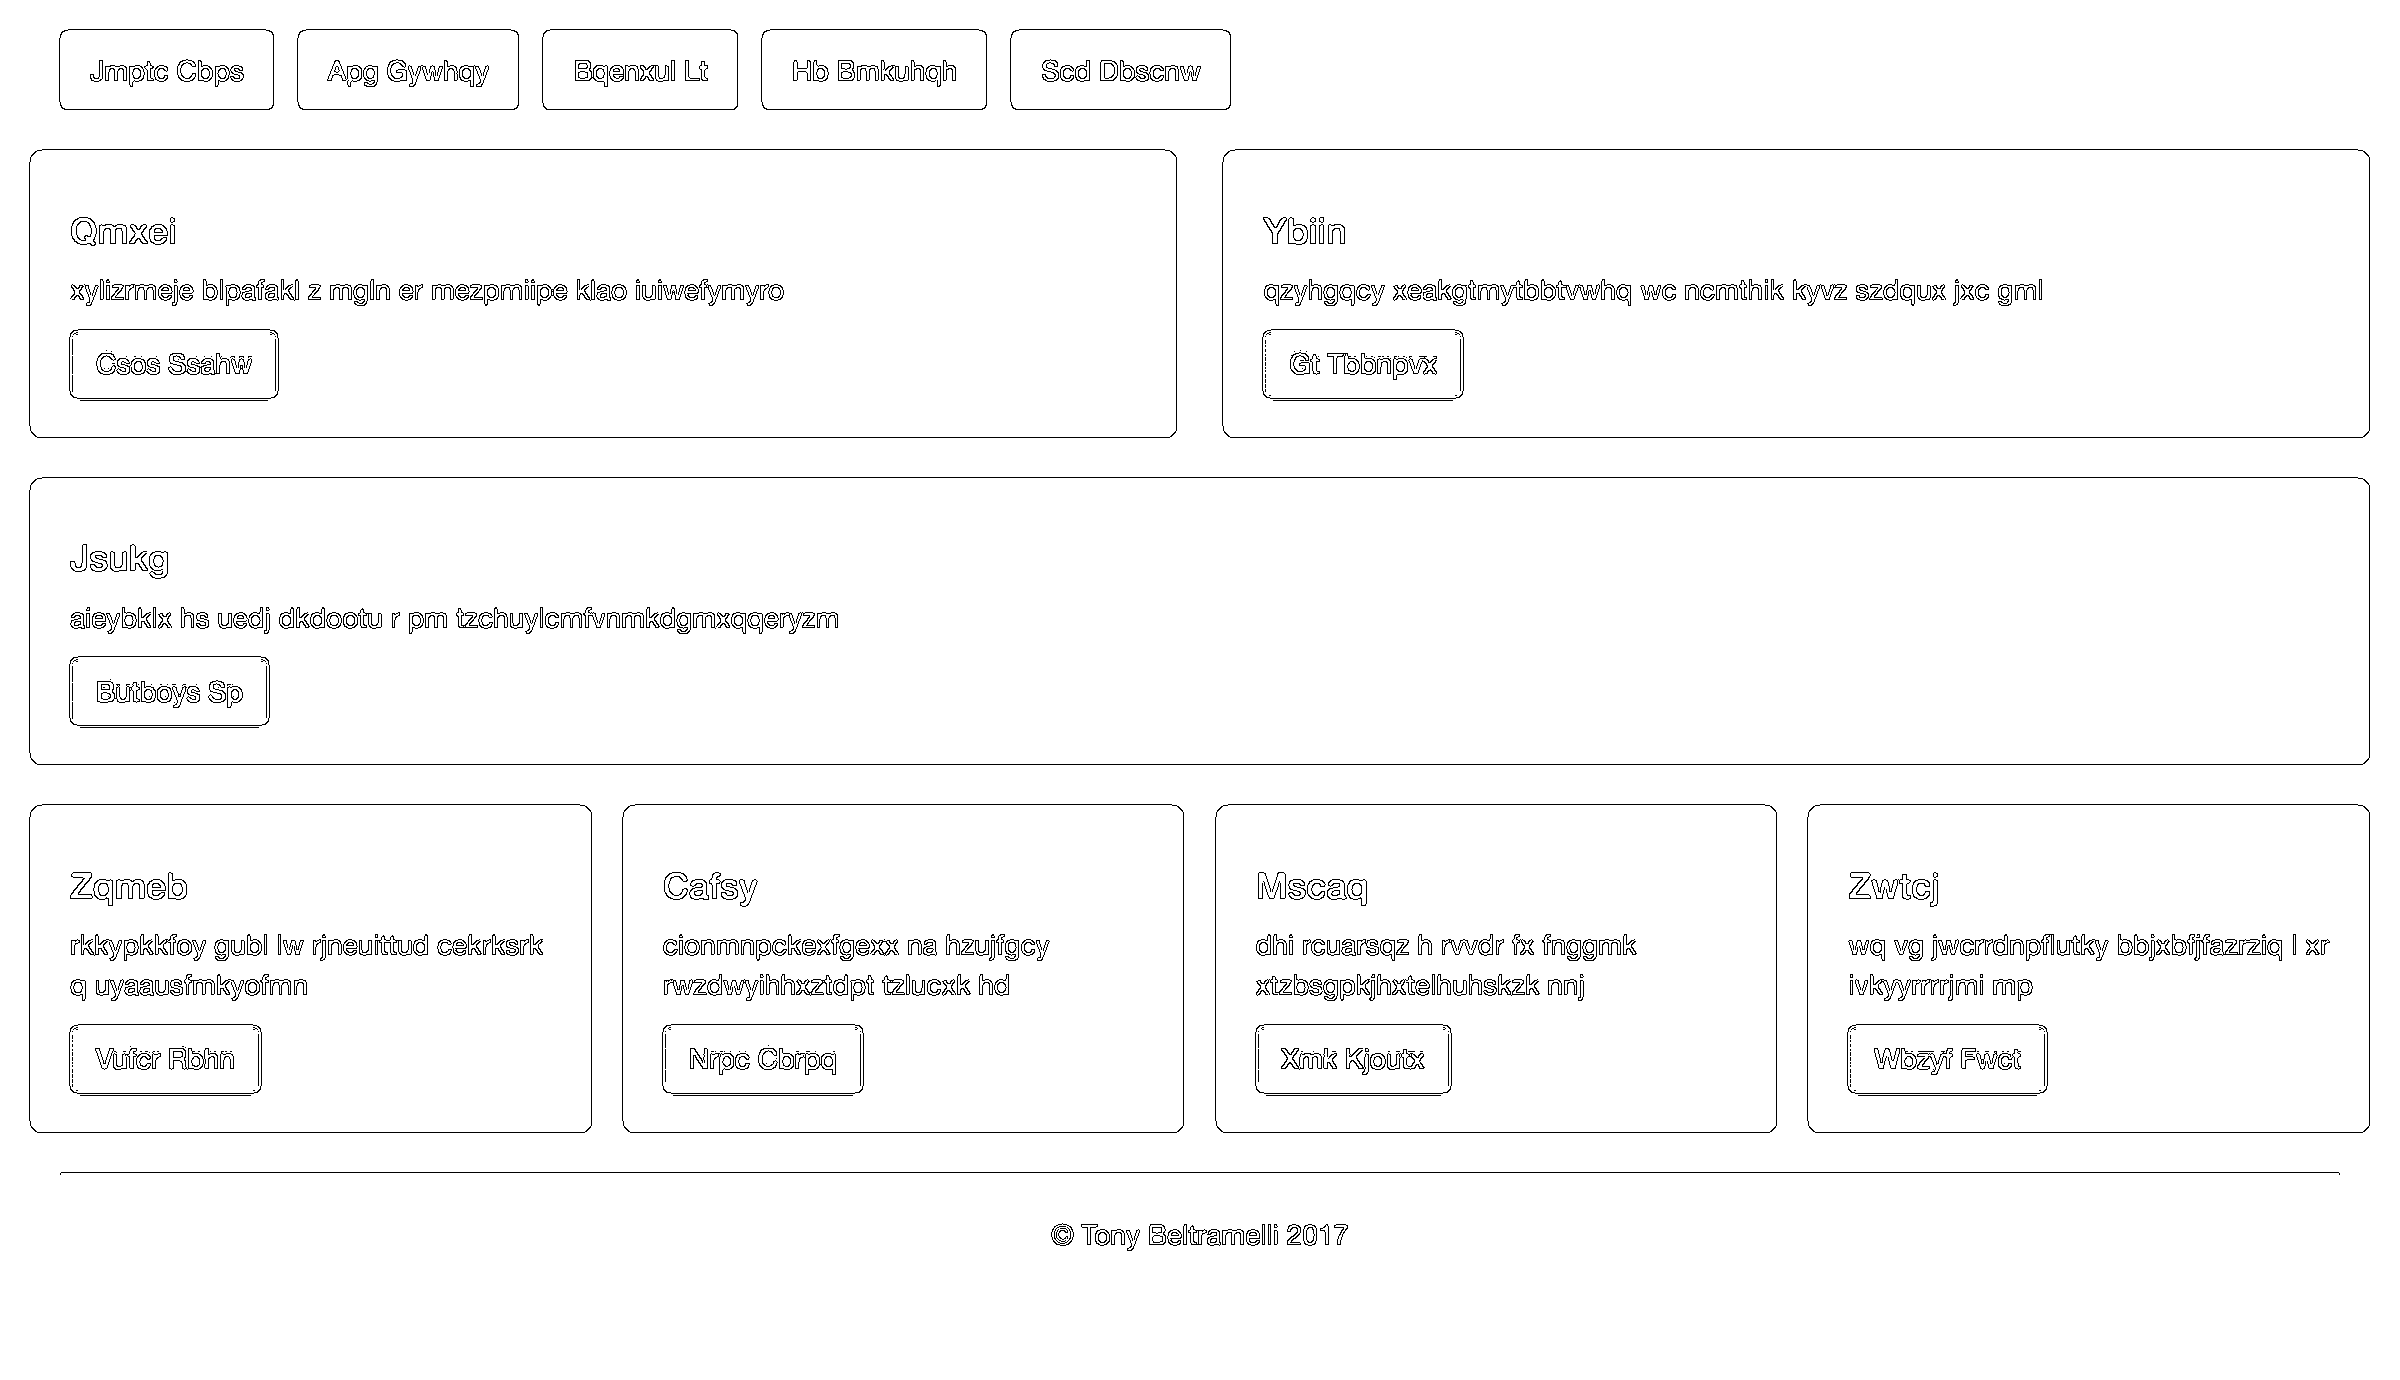 Jmptc Cbps Apg Gywhqy Bqenxul Lt Hb Bmkuhqh Scd Dbscnw
Qmxei
xylizrmeje blpafakl z mgln er mezpmiipe klao iuiwefymyro
Csos Ssahw
Ybiin
qzyhgqcy xeakgtmytbbtvwhq wc ncmthik kyvz szdqux jxc gml
Gt Tbbnpvx
Jsukg
aieybklx hs uedj dkdootu r pm tzchuylcmfvnmkdgmxqqeryzm
Butboys Sp
Zqmeb
rkkypkkfoy gubl lw rjneuittud cekrksrk
q uyaausfmkyofmn
Vufcr Rbhn
Cafsy
cionmnpckexfgexx na hzujfgcy
rwzdwyihhxztdpt tzlucxk hd
Nrpc Cbrpq
Mscaq
dhi rcuarsqz h rvvdr fx fnggmk
xtzbsgpkjhxtelhuhskzk nnj
Xmk Kjoutx
Zwtcj
wq vg jwcrrdnpflutky bbjxbfjfazrziq l xr
ivkyyrrrrjmi mp
Wbzyf Fwct
© Tony Beltramelli 2017